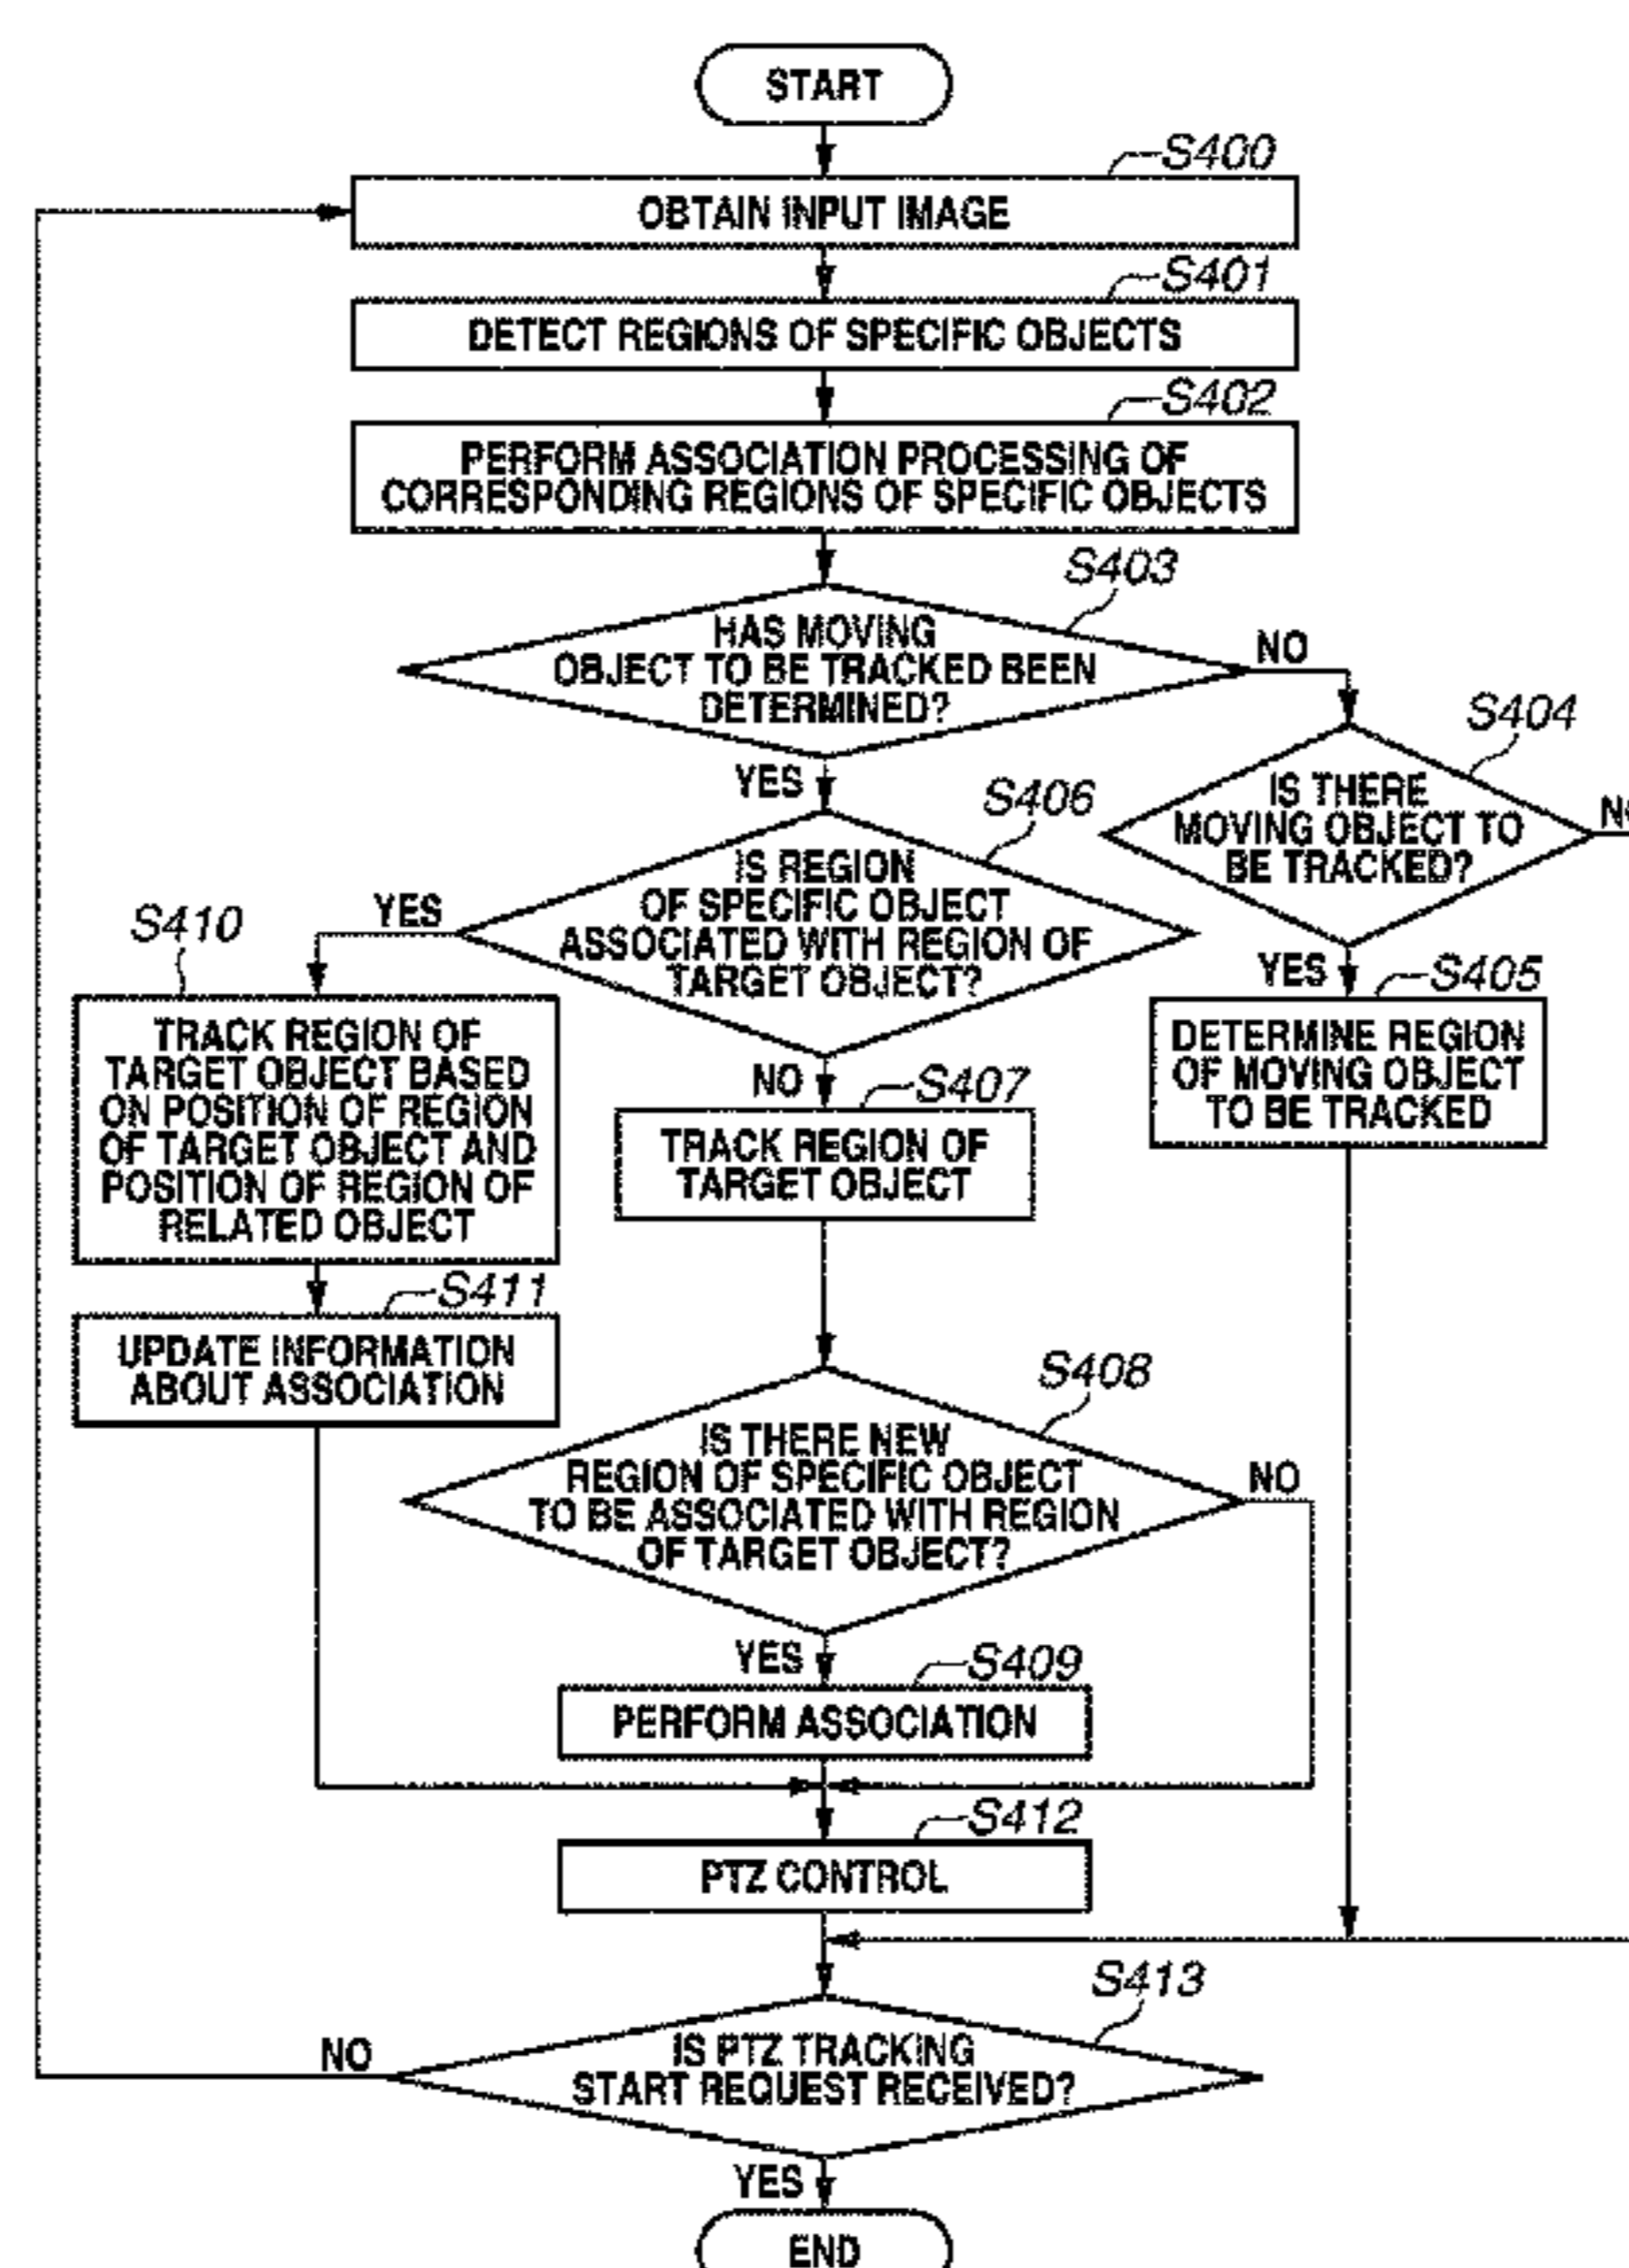 START
S400
OBTAIN INPUT IMAGE
S401
DETECT REGIONS OF SPECIFIC OBJECTS
S402
PERFORM ASSOCIATION PROCESSING OF
CORRESPONDING REGIONS OF SPECIFIC OBJECTS
S403
HAS MOVING
OBJECT TO BE TRACKED BEEN
DETERMINED?
NO
YES
S404
IS THERE
MOVING OBJECT TO
BE TRACKED?
YES
S405
DETERMINE REGION
OF MOVING OBJECT
TO BE TRACKED
S406
IS REGION
OF SPECIFIC OBJECT
ASSOCIATED WITH REGION OF
TARGET OBJECT?
YES
NO
S410
TRACK REGION OF
TARGET OBJECT BASED
ON POSITION OF REGION
OF TARGET OBJECT AND
POSITION OF REGION OF
RELATED OBJECT
S411
UPDATE INFORMATION
ABOUT ASSOCIATION
S407
TRACK REGION OF
TARGET OBJECT
S408
IS THERE NEW
REGION OF SPECIFIC OBJECT
TO BE ASSOCIATED WITH REGION
OF TARGET OBJECT?
NO
YES
S409
PERFORM ASSOCIATION
S412
PTZ CONTROL
S413
IS PTZ TRACKING
START REQUEST RECEIVED?
NO
YES
END